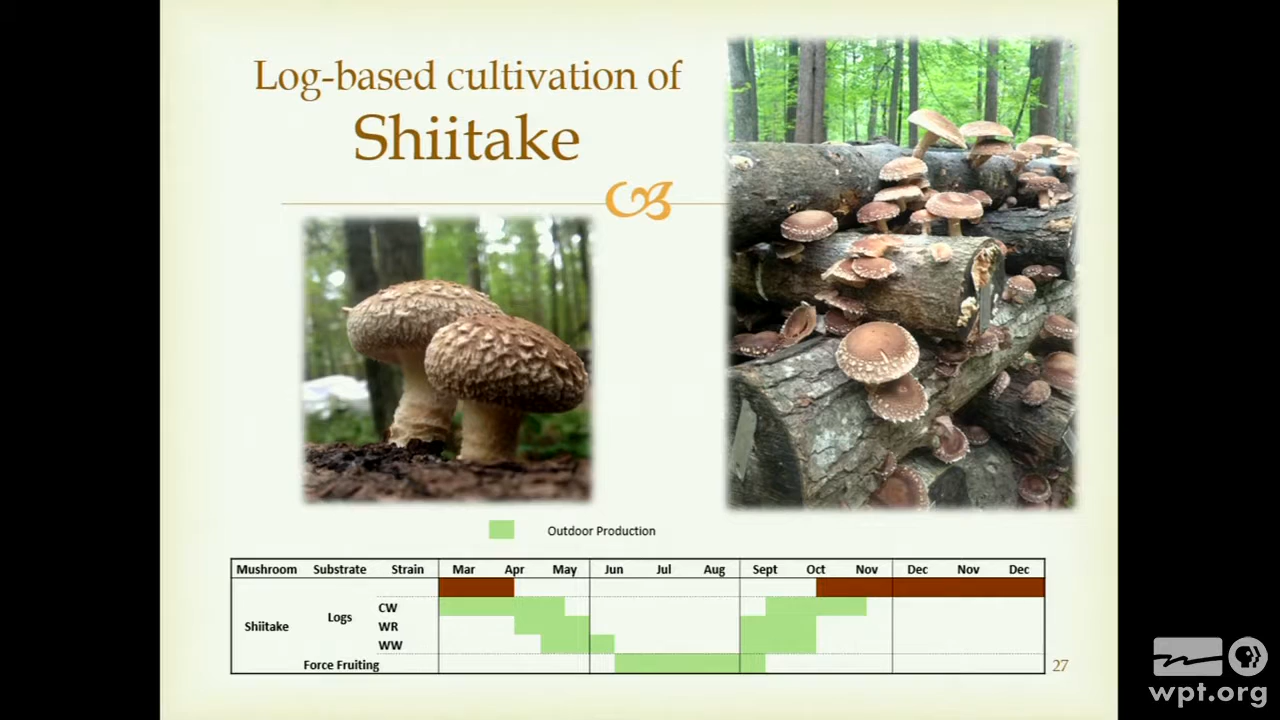 Log-based cultivation of
Shiitake
Outdoor Production
Mushroom Substrate Strain Mar Apr May Jun Jul Aug Sept Oct Nov Dec Nov Dec
CW
Logs
Shiitake WR
WW
Force Fruiting
27
wpt.org